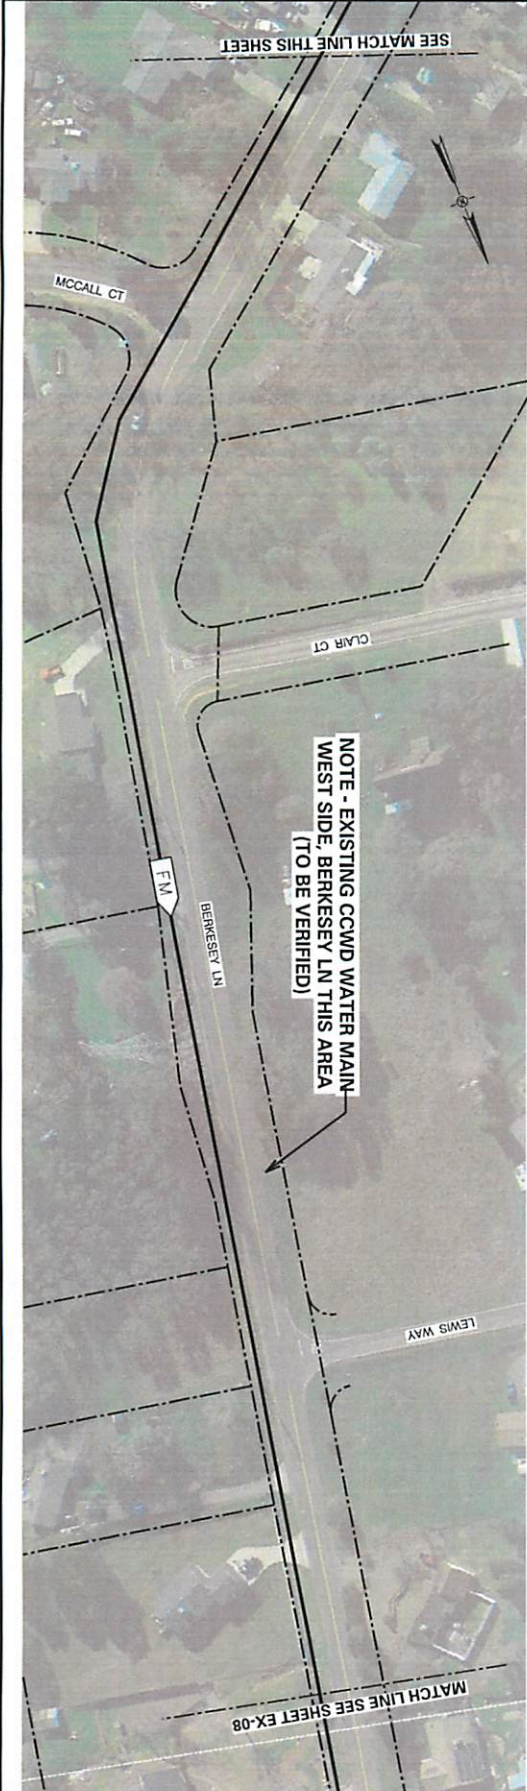 SEE MATCH LINE THIS SHEET
MCCALL CT
CLAIR CT
NOTE - EXISTING CCWD WATER MAIN
WEST SIDE, BERKESEY LN THIS AREA
(TO BE VERIFIED)
FM
BERKESEY LN
LEWIS WAY
MATCH LINE SEE SHEET EX-08